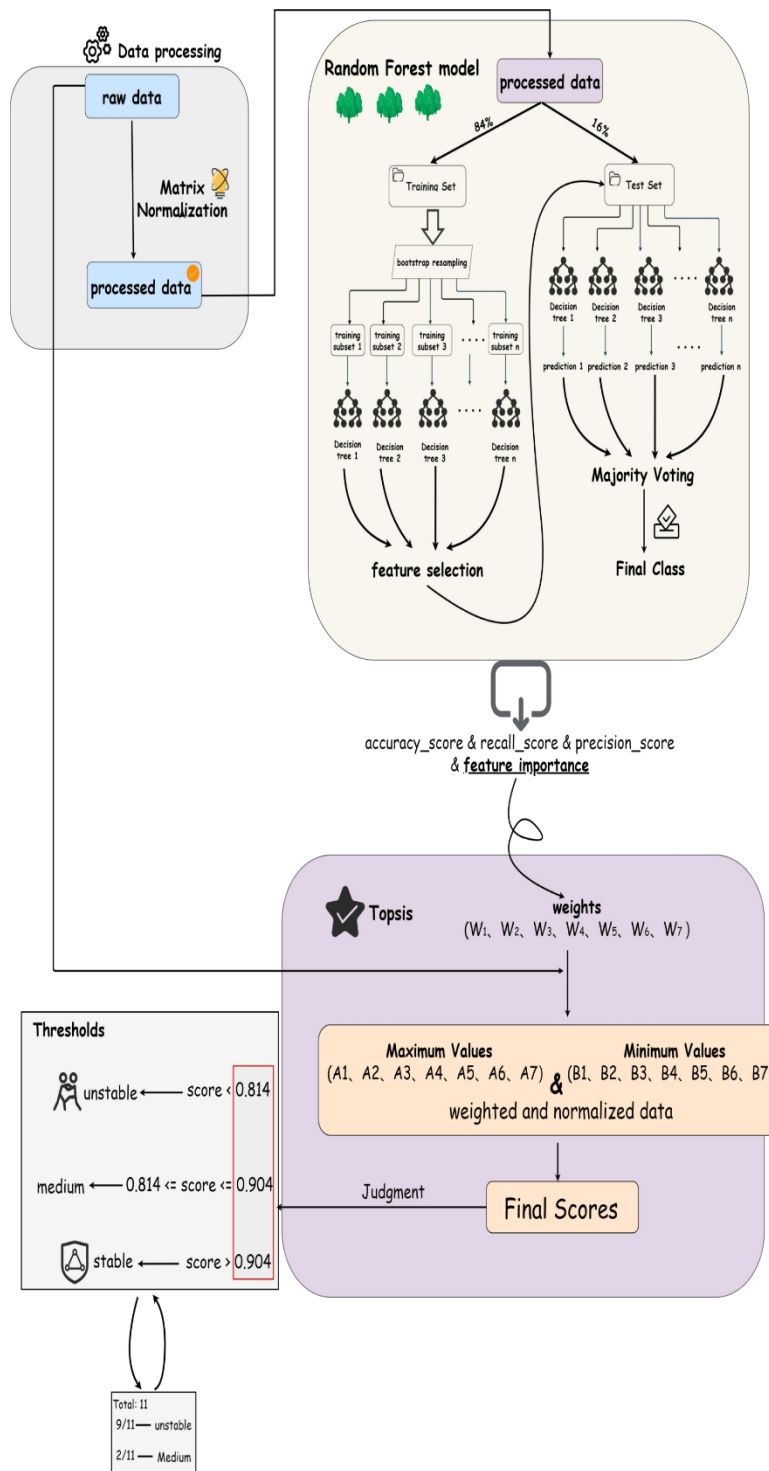 Data processing
raw data
Matrix
Normalization
processed data
Random Forest model
processed data
84%
16%
Training Set
Test Set
bootstrap resampling
training subset 1
training subset 2
training subset 3
....
training subset n
Decision tree 1
Decision tree 2
Decision tree 3
....
Decision tree n
feature selection
Decision tree 1
Decision tree 2
Decision tree 3
....
Decision tree n
prediction 1
prediction 2
prediction 3
....
prediction n
Majority Voting
Final Class
accuracy_score & recall_score & precision_score
& feature importance
Topsis
weights
(W1、W2、W3、W4、W5、W6、W7)
Maximum Values
(A1、A2、A3、A4、A5、A6、A7)
&
Minimum Values
(B1、B2、B3、B4、B5、B6、B7
weighted and normalized data
Final Scores
Judgment
Thresholds
unstable
score < 0.814
medium
0.814 <= score <= 0.904
stable
score > 0.904
Total: 11
9/11 unstable
2/11 Medium